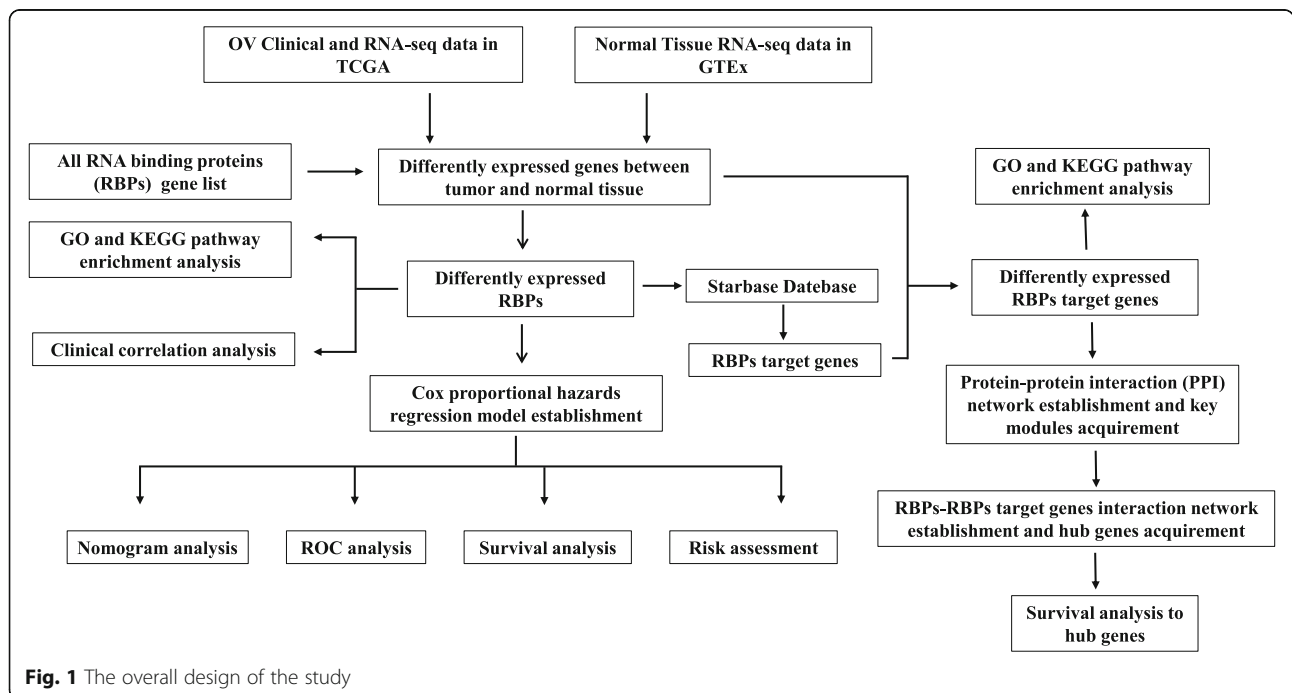 OV Clinical and RNA-seq data in
TCGA
Normal Tissue RNA-seq data in
GTEx
All RNA binding proteins
(RBPs) gene list
Differently expressed genes between
tumor and normal tissue
GO and KEGG pathway
enrichment analysis
GO and KEGG pathway
enrichment analysis
Differently expressed
RBPs
Starbase Datebase
Differently expressed
RBPs target genes
Clinical correlation analysis
RBPs target genes
Cox proportional hazards
regression model establishment
Protein-protein interaction (PPI)
network establishment and key
modules acquirement
Nomogram analysis
ROC analysis
Survival analysis
Risk assessment
RBPs-RBPs target genes interaction network
establishment and hub genes acquirement
Survival analysis to
hub genes
Fig. 1 The overall design of the study